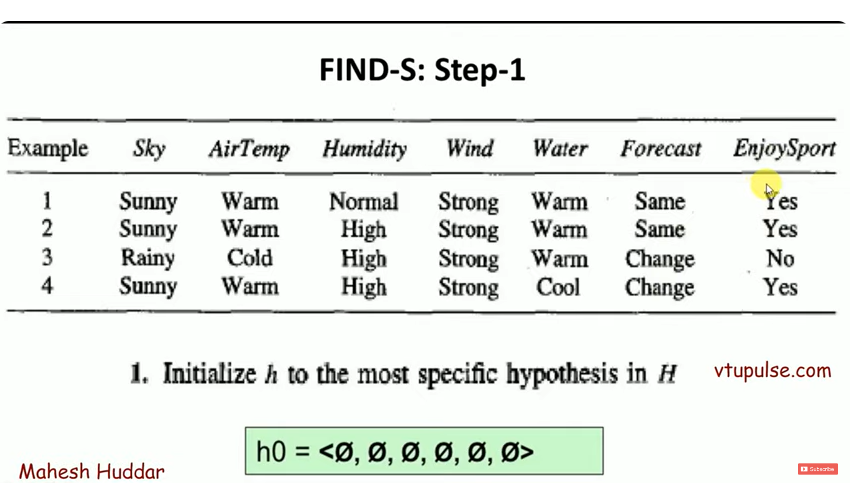 FIND-S: Step-1
Example Sky AirTemp Humidity Wind Water Forecast EnjoySport
1 Sunny Warm Normal Strong Warm Same Yes
2 Sunny Warm High Strong Warm Same Yes
3 Rainy Cold High Strong Warm Change No
4 Sunny Warm High Strong Cool Change Yes
1. Initialize h to the most specific hypothesis in H
vtupulse.com
h0 = <Ø, Ø, Ø, Ø, Ø, Ø>
Mahesh Huddar
Subscribe